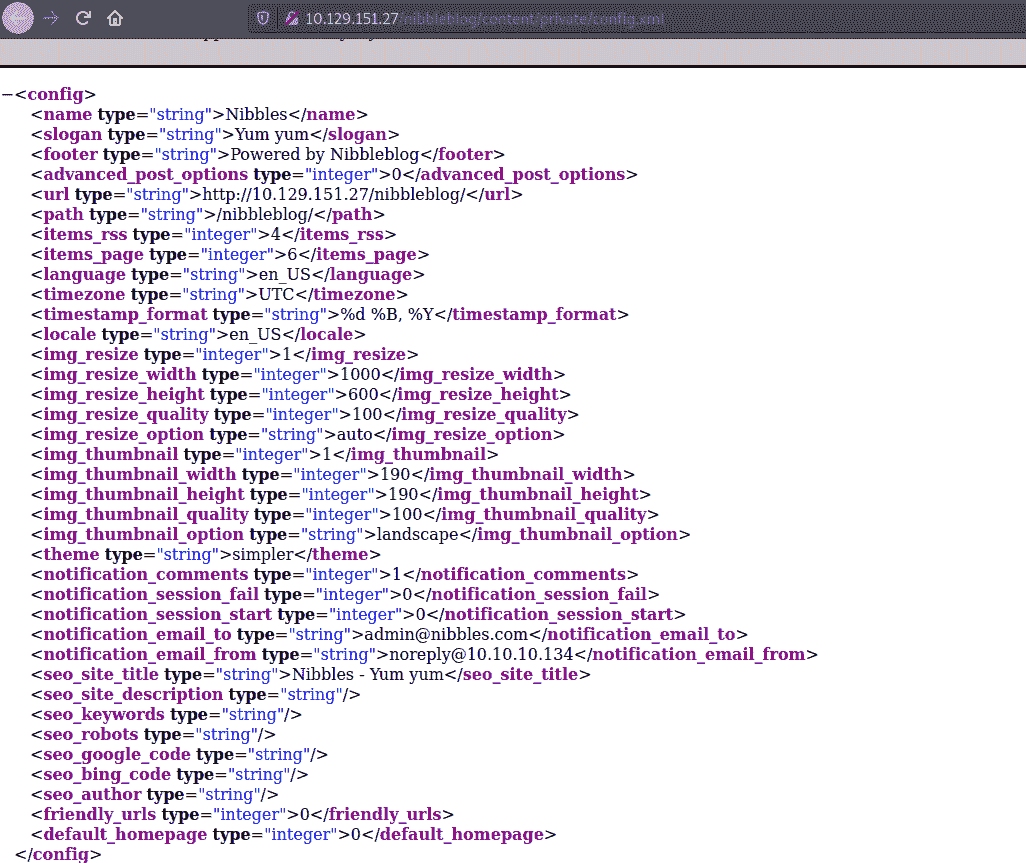 10.129.151.27/nibbleblog/content/private/config.xml
−<config>
<name type="string">Nibbles</name>
<slogan type="string">Yum yum</slogan>
<footer type="string">Powered by Nibbleblog</footer>
<advanced_post_options type="integer">0</advanced_post_options>
<url type="string">http://10.129.151.27/nibbleblog/</url>
<path type="string">/nibbleblog/</path>
<items_rss type="integer">4</items_rss>
<items_page type="integer">6</items_page>
<language type="string">en_US</language>
<timezone type="string">UTC</timezone>
<timestamp_format type="string">%d %B, %Y</timestamp_format>
<locale type="string">en_US</locale>
<img_resize type="integer">1</img_resize>
<img_resize_width type="integer">1000</img_resize_width>
<img_resize_height type="integer">600</img_resize_height>
<img_resize_quality type="integer">100</img_resize_quality>
<img_resize_option type="string">auto</img_resize_option>
<img_thumbnail type="integer">1</img_thumbnail>
<img_thumbnail_width type="integer">190</img_thumbnail_width>
<img_thumbnail_height type="integer">190</img_thumbnail_height>
<img_thumbnail_quality type="integer">100</img_thumbnail_quality>
<img_thumbnail_option type="string">landscape</img_thumbnail_option>
<theme type="string">simpler</theme>
<notification_comments type="integer">1</notification_comments>
<notification_session_fail type="integer">0</notification_session_fail>
<notification_session_start type="integer">0</notification_session_start>
<notification_email_to type="string">admin@nibbles.com</notification_email_to>
<notification_email_from type="string">noreply@10.10.10.134</notification_email_from>
<seo_site_title type="string">Nibbles - Yum yum</seo_site_title>
<seo_site_description type="string"/>
<seo_keywords type="string"/>
<seo_robots type="string"/>
<seo_google_code type="string"/>
<seo_bing_code type="string"/>
<seo_author type="string"/>
<friendly_urls type="integer">0</friendly_urls>
<default_homepage type="integer">0</default_homepage>
</config>